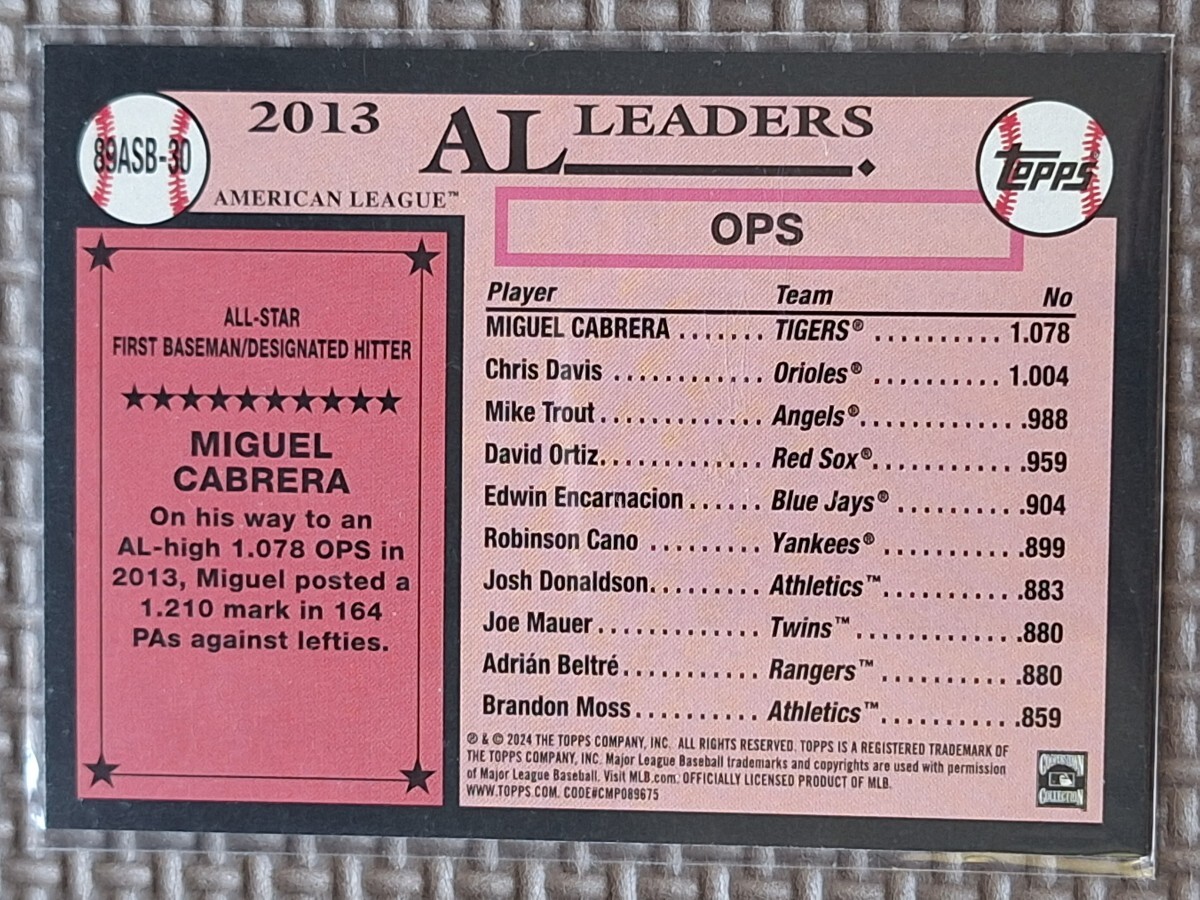 89ASB-30
2013
AL LEADERS
AMERICAN LEAGUE™
TOPPS®
ALL-STAR
FIRST BASEMAN/DESIGNATED HITTER
MIGUEL
CABRERA
On his way to an
AL-high 1.078 OPS in
2013, Miguel posted a
1.210 mark in 164
PAs against lefties.
OPS
Player Team No
MIGUEL CABRERA ....... TIGERS® .......... 1.078
Chris Davis ............ Orioles® .......... 1.004
Mike Trout ............. Angels® ............ .988
David Ortiz ............ Red Sox® ........... .959
Edwin Encarnacion ...... Blue Jays® ......... .904
Robinson Cano ......... Yankees® .......... .899
Josh Donaldson ......... Athletics™ .......... .883
Joe Mauer ............. Twins™ ............ .880
Adrián Beltré ........... Rangers™ .......... .880
Brandon Moss .......... Athletics™ .......... .859
® & © 2024 THE TOPPS COMPANY, INC. ALL RIGHTS RESERVED. TOPPS IS A REGISTERED TRADEMARK OF
THE TOPPS COMPANY, INC. Major League Baseball trademarks and copyrights are used with permission
of Major League Baseball. Visit MLB.com. OFFICIALLY LICENSED PRODUCT OF MLB.
WWW.TOPPS.COM. CODE#CMP089675
COOPERSTOWN
COLLECTION